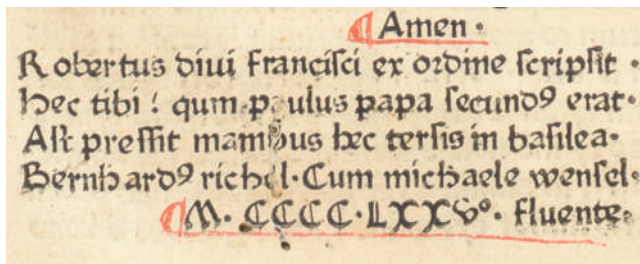 ¶ Amen·
Robertus diui francisci ex ordine scripsit ·
Hec tibi: qum paulus papa secundꝰ erat·
Ast pressit manibus hec tersis in basilea·
Bernhardꝰ richel·Cum michaele wensel·
¶ M·CCCC·LXXVº· fluente·